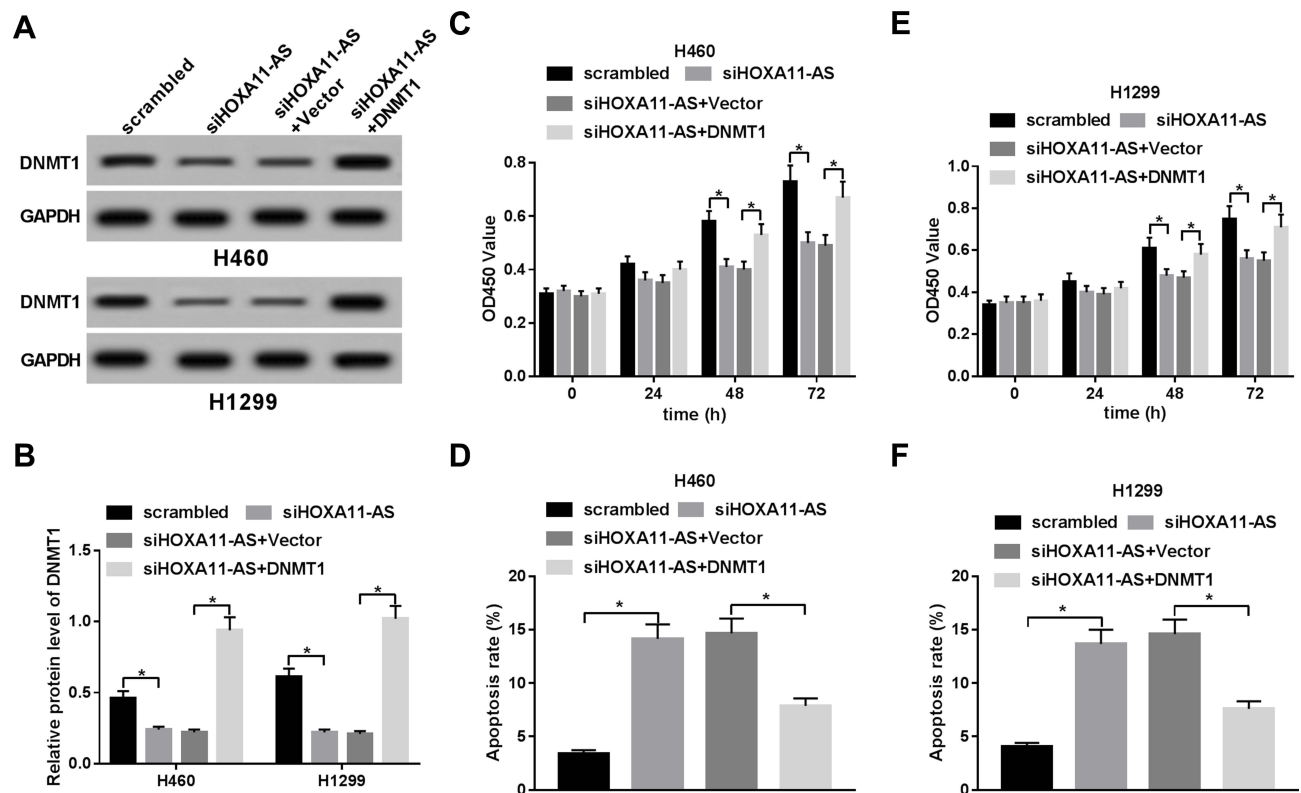 A
scrambled
siHOXA11-AS
siHOXA11-AS
+Vector
siHOXA11-AS
+DNMT1
DNMT1
GAPDH
H460
DNMT1
GAPDH
H1299
B
scrambled siHOXA11-AS
siHOXA11-AS+Vector
siHOXA11-AS+DNMT1
Relative protein level of DNMT1
1.5
1.0
0.5
0.0
* * * *
H460 H1299
C
H460
scrambled siHOXA11-AS
siHOXA11-AS+Vector
siHOXA11-AS+DNMT1
OD450 Value
0.8
0.6
0.4
0.2
0.0
* * * *
0 24 48 72
time (h)
D
H460
scrambled siHOXA11-AS
siHOXA11-AS+Vector
siHOXA11-AS+DNMT1
Apoptosis rate (%)
20
15
10
5
0
* *
E
H1299
scrambled siHOXA11-AS
siHOXA11-AS+Vector
siHOXA11-AS+DNMT1
OD450 Value
1.0
0.8
0.6
0.4
0.2
0.0
* * * *
0 24 48 72
time (h)
F
H1299
scrambled siHOXA11-AS
siHOXA11-AS+Vector
siHOXA11-AS+DNMT1
Apoptosis rate (%)
20
15
10
5
0
* *